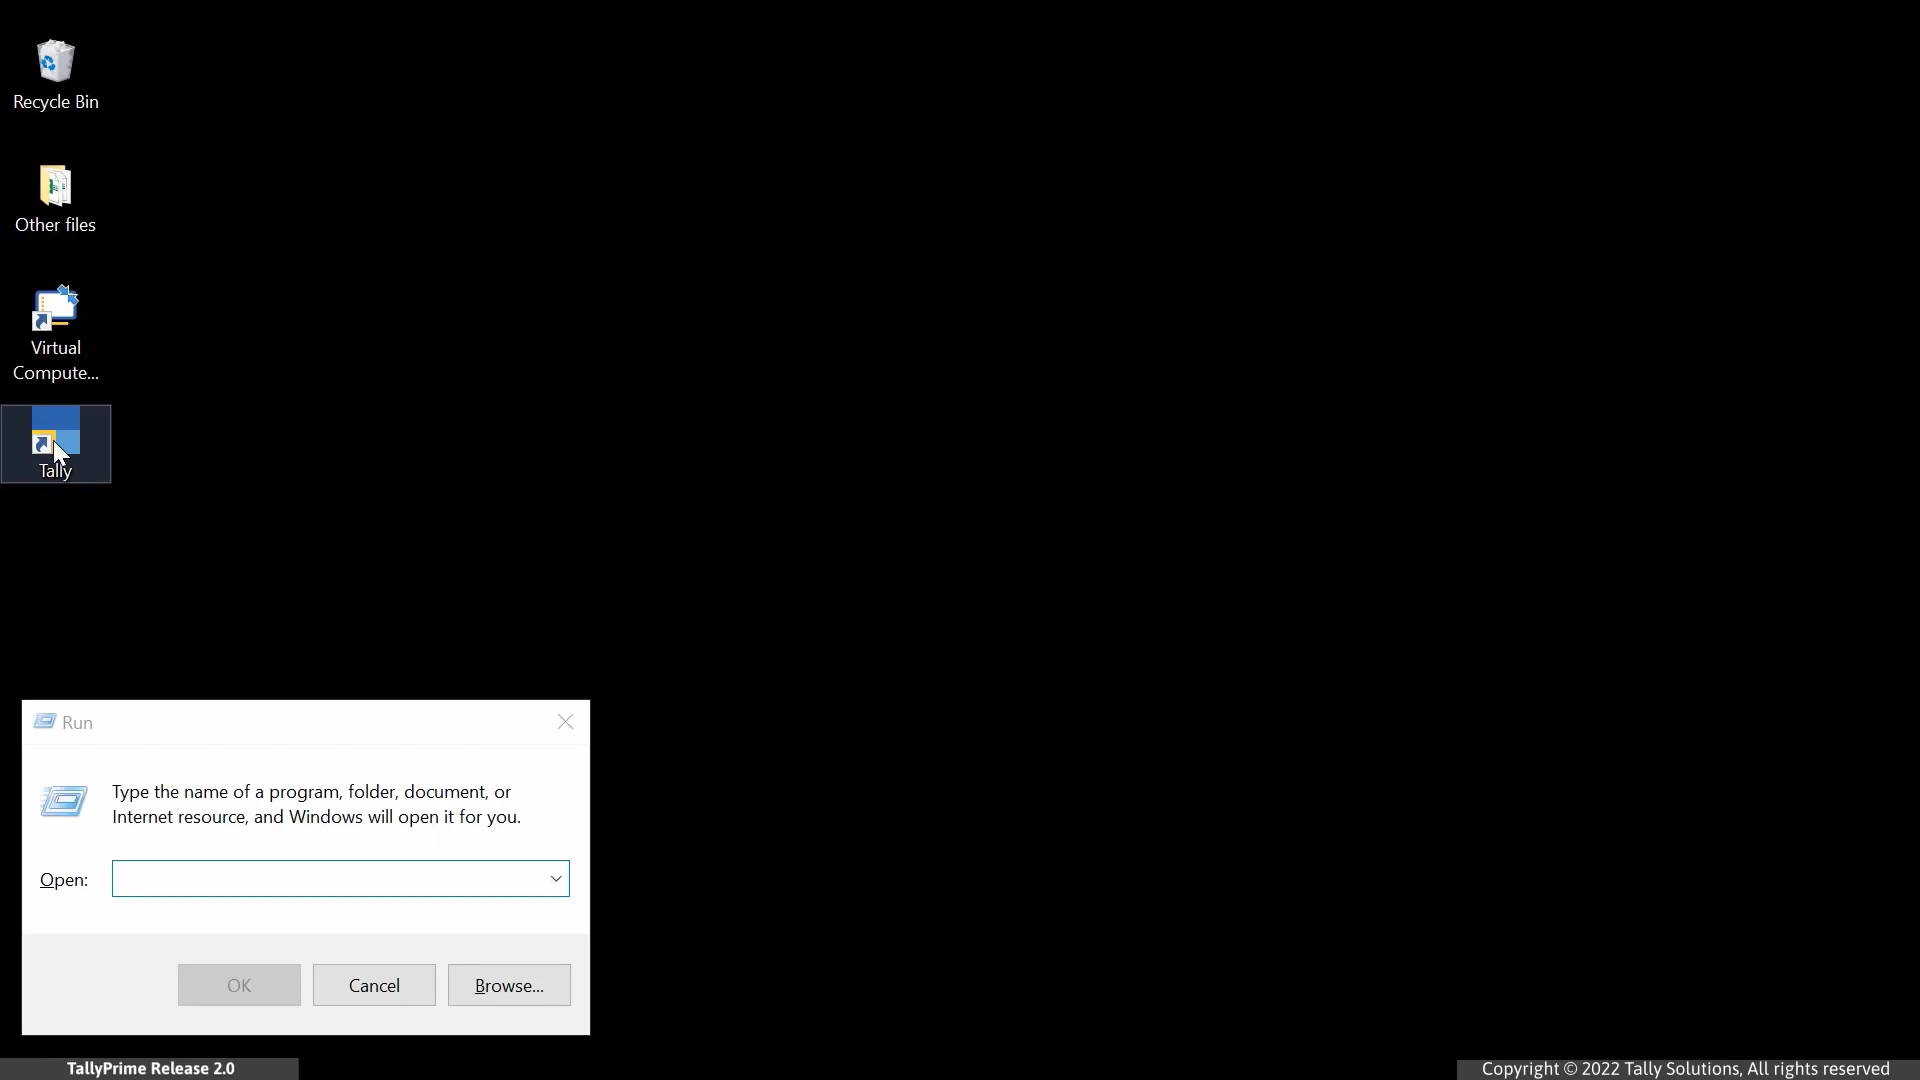 Recycle Bin
Other files
Virtual
Compute...
Tally
Run
Type the name of a program, folder, document, or
Internet resource, and Windows will open it for you.
Open:
OK
Cancel
Browse...
TallyPrime Release 2.0
Copyright © 2022 Tally Solutions, All rights reserved